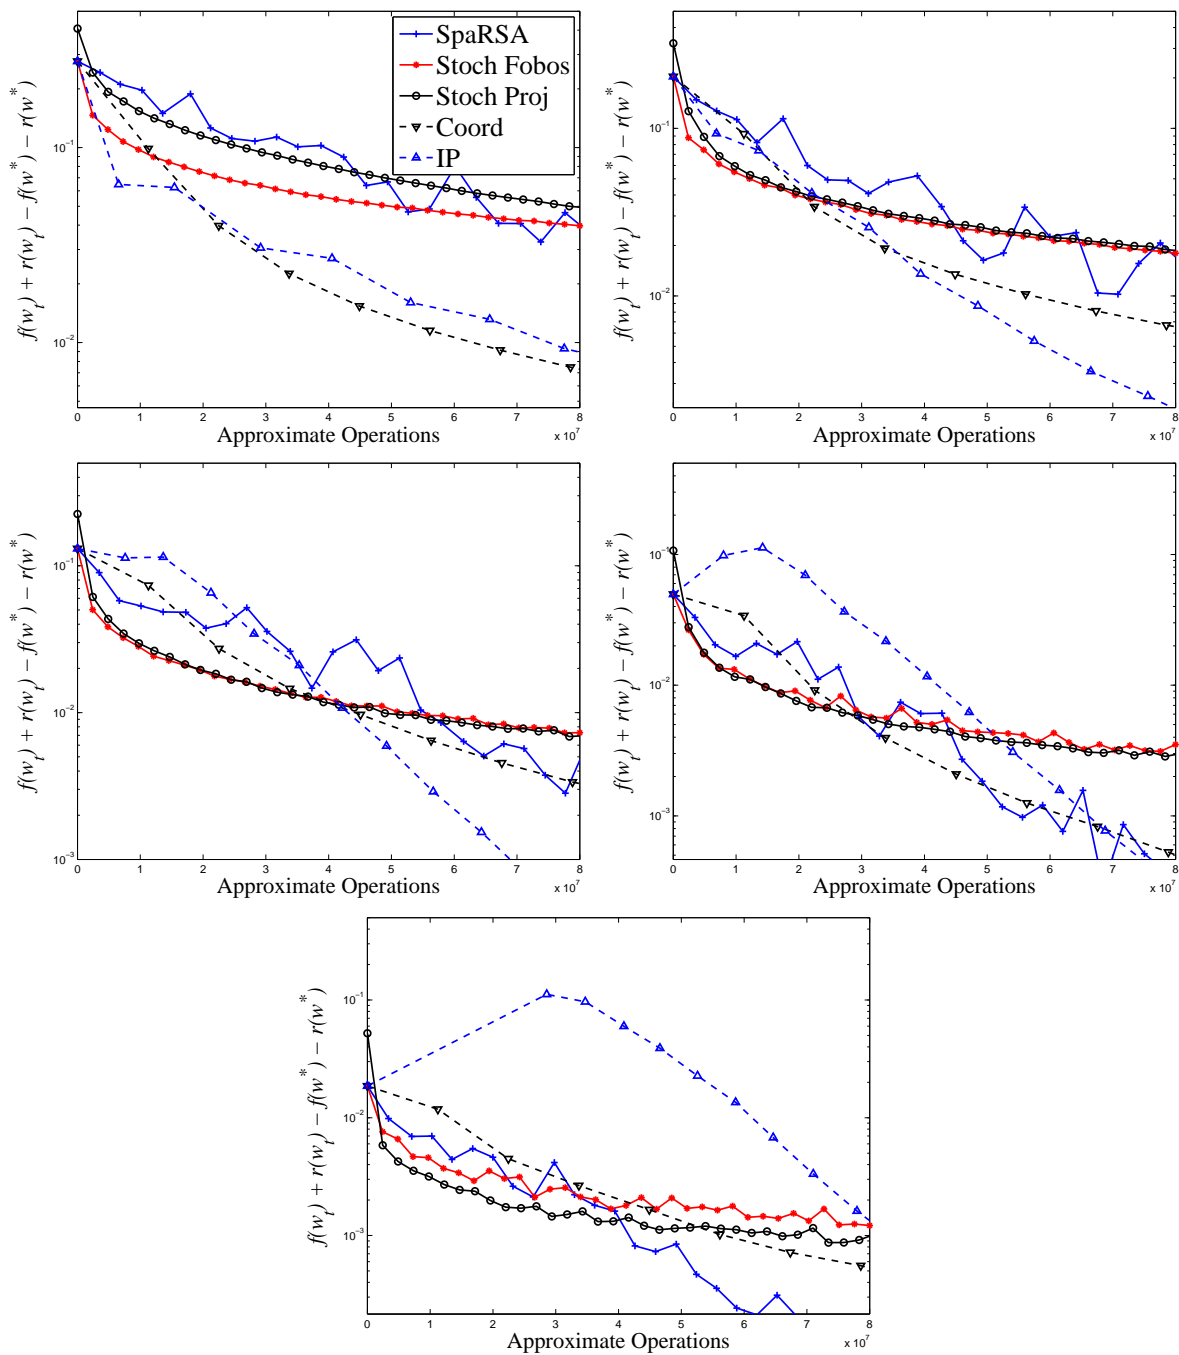 SpaRSA
Stoch Fobos
Stoch Proj
Coord
IP
f(w_t) + r(w_t) − f(w^*) − r(w^*)
10^-1
10^-2
0 1 2 3 4 5 6 7 8
Approximate Operations
x 10^7
f(w_t) + r(w_t) − f(w^*) − r(w^*)
10^-1
10^-2
0 1 2 3 4 5 6 7 8
Approximate Operations
x 10^7
f(w_t) + r(w_t) − f(w^*) − r(w^*)
10^-1
10^-2
10^-3
0 1 2 3 4 5 6 7 8
Approximate Operations
x 10^7
f(w_t) + r(w_t) − f(w^*) − r(w^*)
10^-1
10^-2
10^-3
0 1 2 3 4 5 6 7 8
Approximate Operations
x 10^7
f(w_t) + r(w_t) − f(w^*) − r(w^*)
10^-1
10^-2
10^-3
0 1 2 3 4 5 6 7 8
Approximate Operations
x 10^7